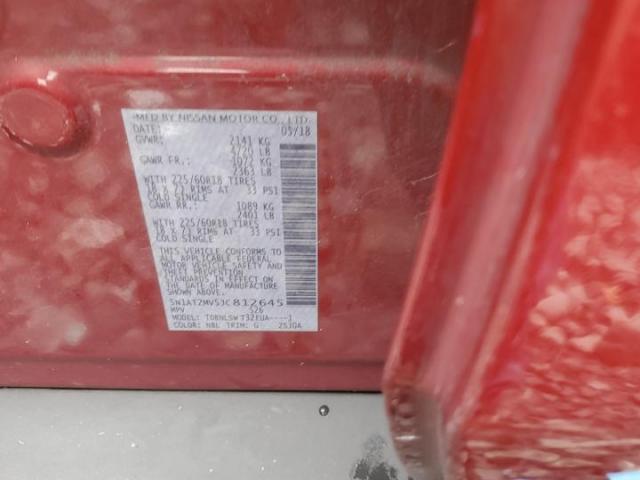 MFD BY NISSAN MOTOR CO., LTD.
DATE: 05/18
GVWR: 2141 KG
4720 LB
GAWR FR.: 1072 KG
2363 LB
WITH 225/60R18 TIRES
18 X 7J RIMS AT 33 PSI
COLD SINGLE
GAWR RR.: 1089 KG
2401 LB
WITH 225/60R18 TIRES
18 X 7J RIMS AT 33 PSI
COLD SINGLE
THIS VEHICLE CONFORMS TO
ALL APPLICABLE FEDERAL
MOTOR VEHICLE SAFETY AND
THEFT PREVENTION
STANDARDS IN EFFECT ON
THE DATE OF MANUFACTURE
SHOWN ABOVE.
5N1AT2MV5JC812645
MPV 326
MODEL:
COLOR: NBL TRIM: G